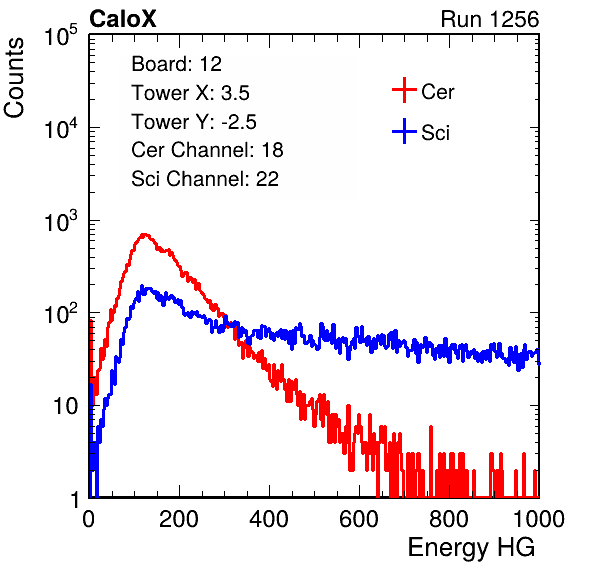 CaloX Run 1256
Counts
10^5
10^4
10^3
10^2
10
1
Board: 12
Tower X: 3.5
Tower Y: -2.5
Cer Channel: 18
Sci Channel: 22
Cer
Sci
0 200 400 600 800 1000
Energy HG